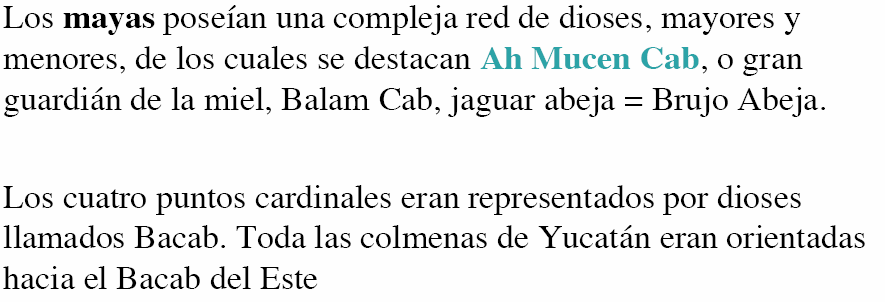 Los mayas poseían una compleja red de dioses, mayores y
menores, de los cuales se destacan Ah Mucen Cab, o gran
guardián de la miel, Balam Cab, jaguar abeja = Brujo Abeja.
Los cuatro puntos cardinales eran representados por dioses
llamados Bacab. Toda las colmenas de Yucatán eran orientadas
hacia el Bacab del Este